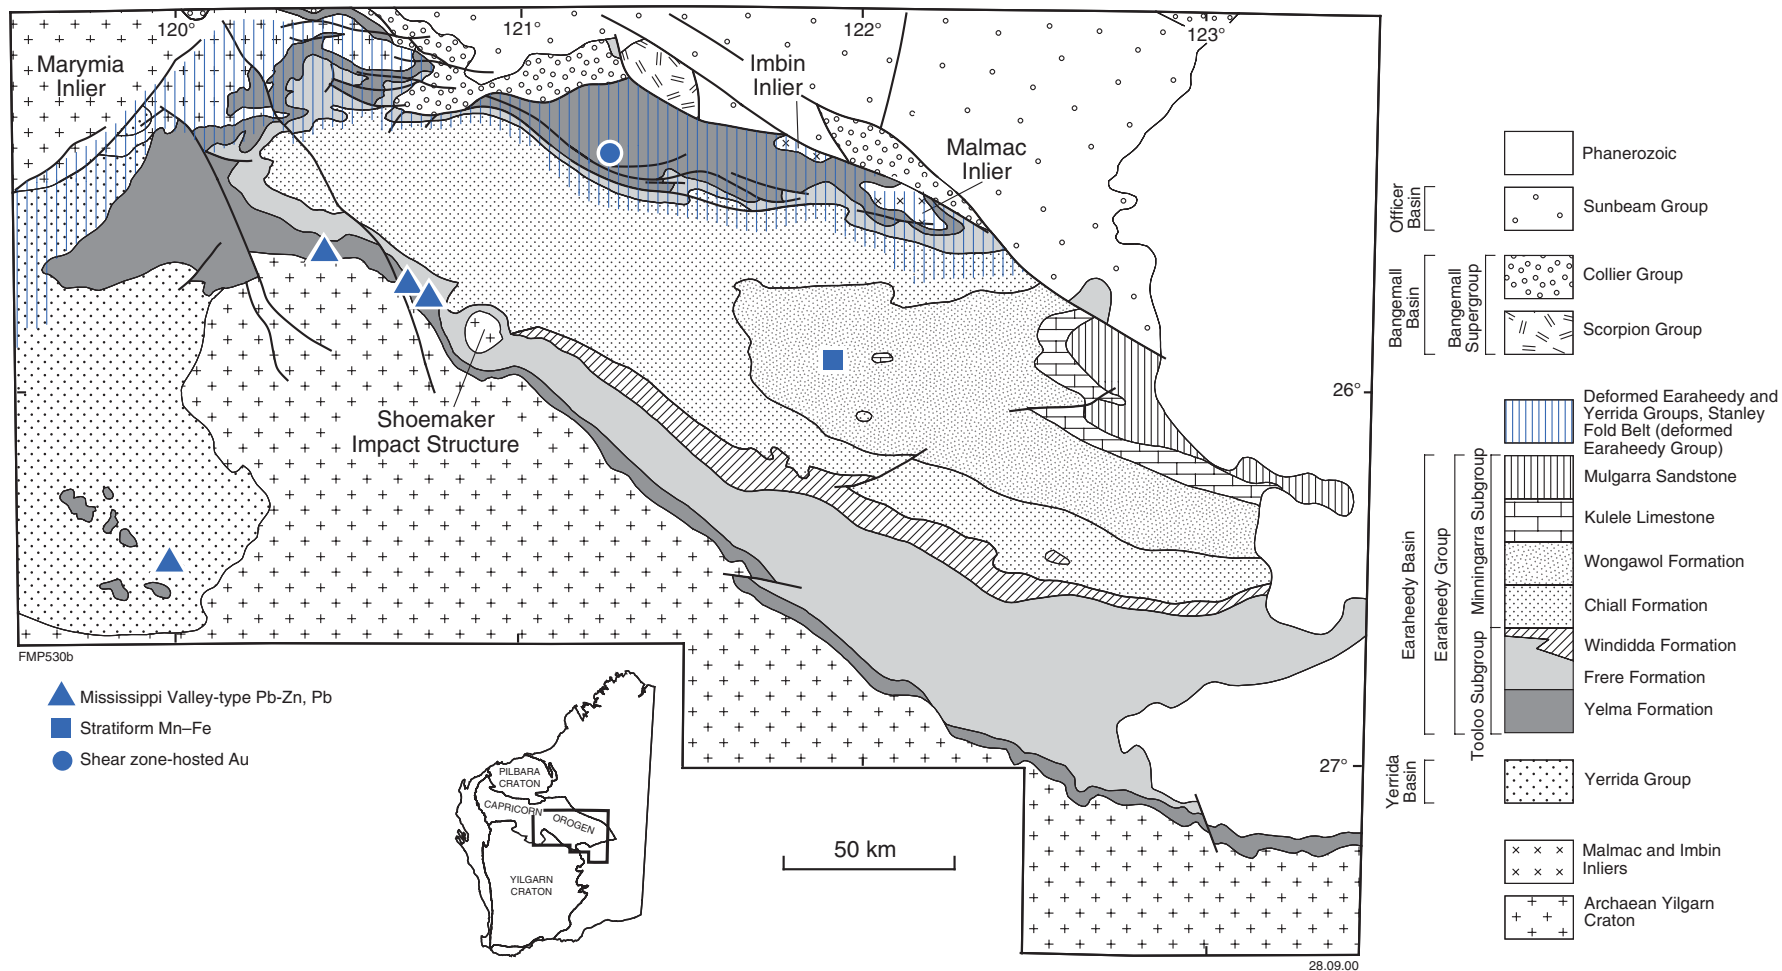 120°
121°
122°
123°
Marymia
Inlier
Imbin
Inlier
Malmac
Inlier
Shoemaker
Impact Structure
26°
27°
FMP530b
28.09.00
Mississippi Valley-type Pb-Zn, Pb
Stratiform Mn–Fe
Shear zone-hosted Au
PILBARA
CRATON
CAPRICORN
OROGEN
YILGARN
CRATON
50 km
Phanerozoic
Officer
Basin
Sunbeam Group
Bangemall
Basin
Bangemall
Supergroup
Collier Group
Scorpion Group
Deformed Earaheedy and
Yerrida Groups, Stanley
Fold Belt (deformed
Earaheedy Group)
Earaheedy Basin
Earaheedy Group
Minningarra Subgroup
Mulgarra Sandstone
Kulele Limestone
Wongawol Formation
Chiall Formation
Tooloo Subgroup
Windidda Formation
Frere Formation
Yelma Formation
Yerrida
Basin
Yerrida Group
Malmac and Imbin
Inliers
Archaean Yilgarn
Craton